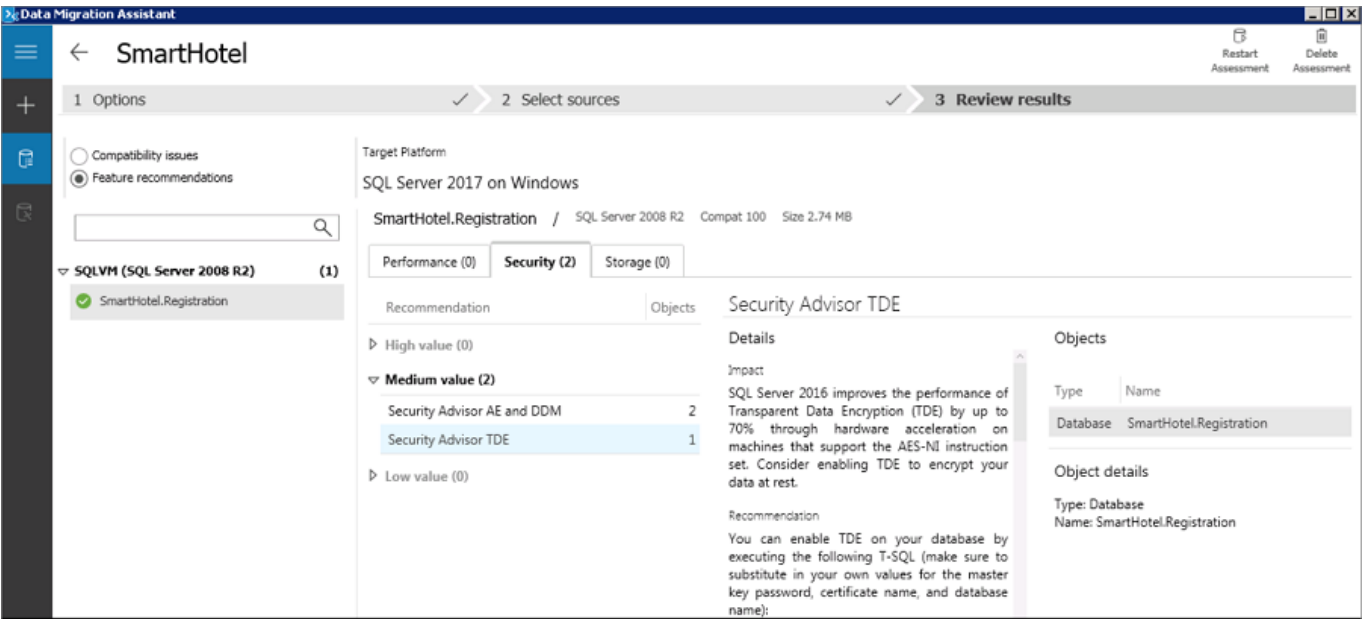 Data Migration Assistant
SmartHotel
Restart
Assessment
Delete
Assessment
1 Options
2 Select sources
3 Review results
Compatibility issues
Feature recommendations
Target Platform
SQL Server 2017 on Windows
SmartHotel.Registration / SQL Server 2008 R2 Compat 100 Size 2.74 MB
SQLVM (SQL Server 2008 R2) (1)
SmartHotel.Registration
Performance (0) Security (2) Storage (0)
Recommendation Objects
High value (0)
Medium value (2)
Security Advisor AE and DDM 2
Security Advisor TDE 1
Low value (0)
Security Advisor TDE
Details
Impact
SQL Server 2016 improves the performance of
Transparent Data Encryption (TDE) by up to
70% through hardware acceleration on
machines that support the AES-NI instruction
set. Consider enabling TDE to encrypt your
data at rest.
Recommendation
You can enable TDE on your database by
executing the following T-SQL (make sure to
substitute in your own values for the master
key password, certificate name, and database
name):
Objects
Type Name
Database SmartHotel.Registration
Object details
Type: Database
Name: SmartHotel.Registration